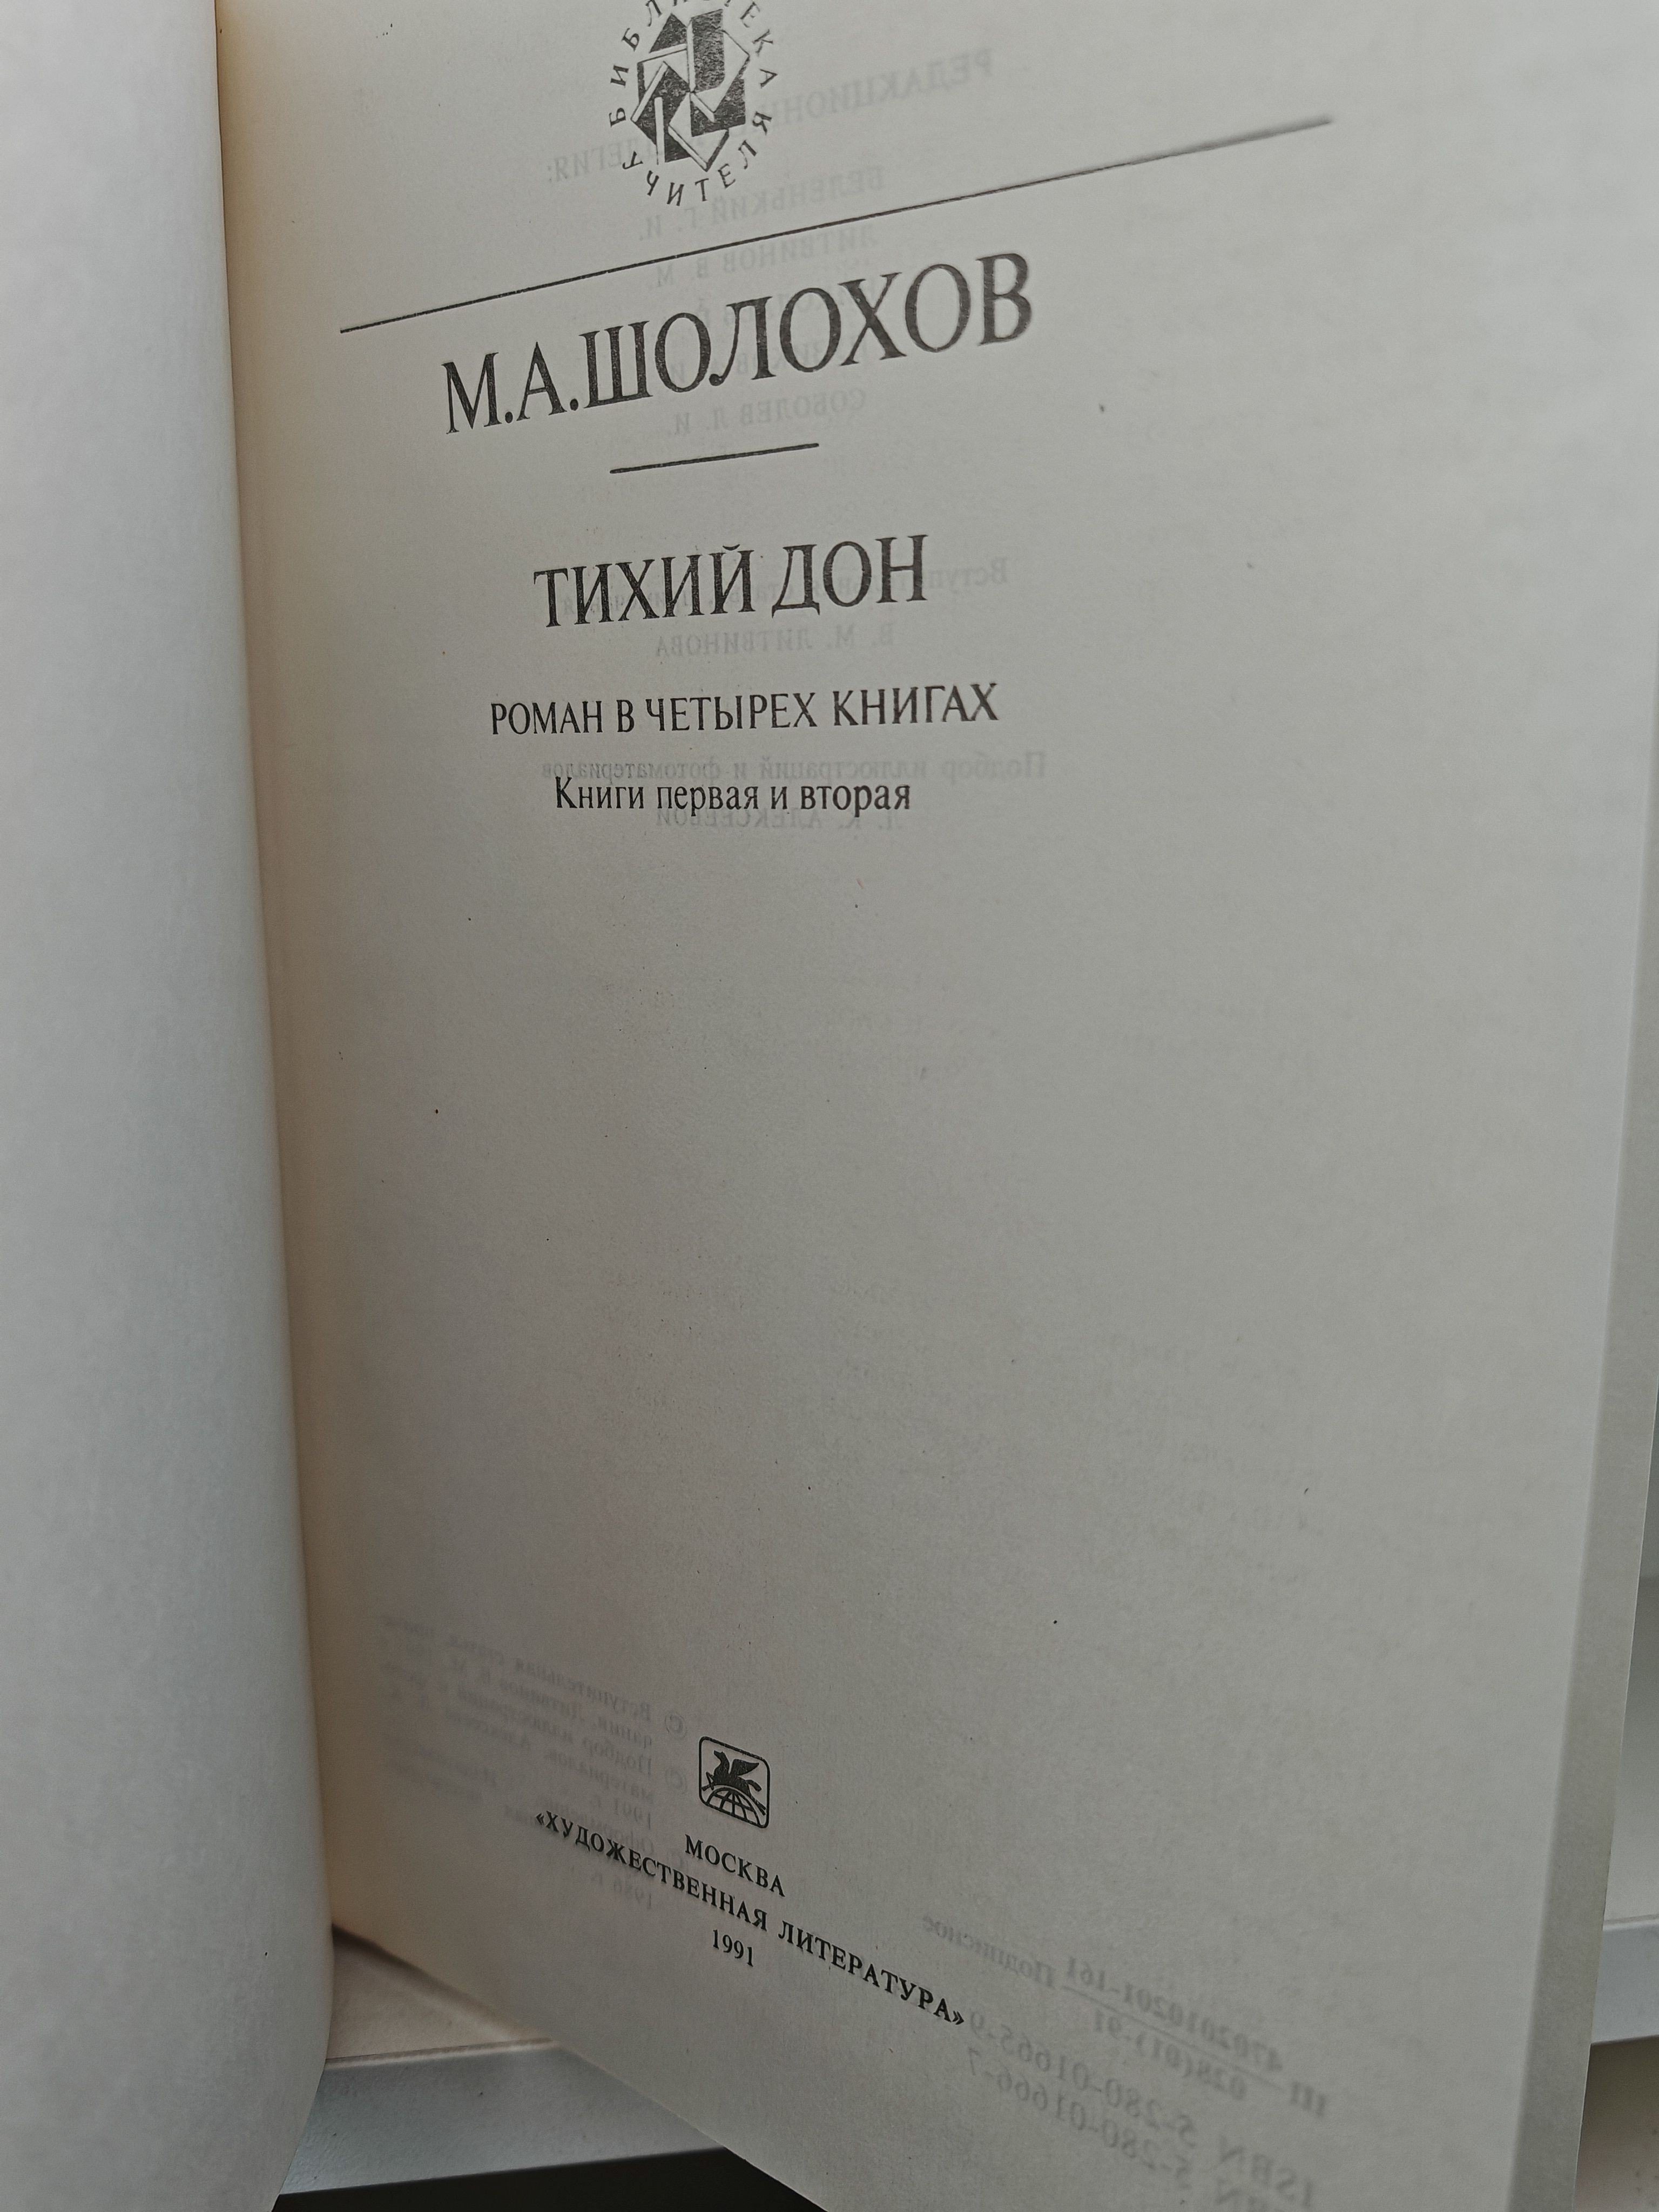 БИБЛИОТЕКА УЧИТЕЛЯ
М.А.ШОЛОХОВ
ТИХИЙ ДОН
РОМАН В ЧЕТЫРЕХ КНИГАХ
Книги первая и вторая
МОСКВА
«ХУДОЖЕСТВЕННАЯ ЛИТЕРАТУРА»
1991